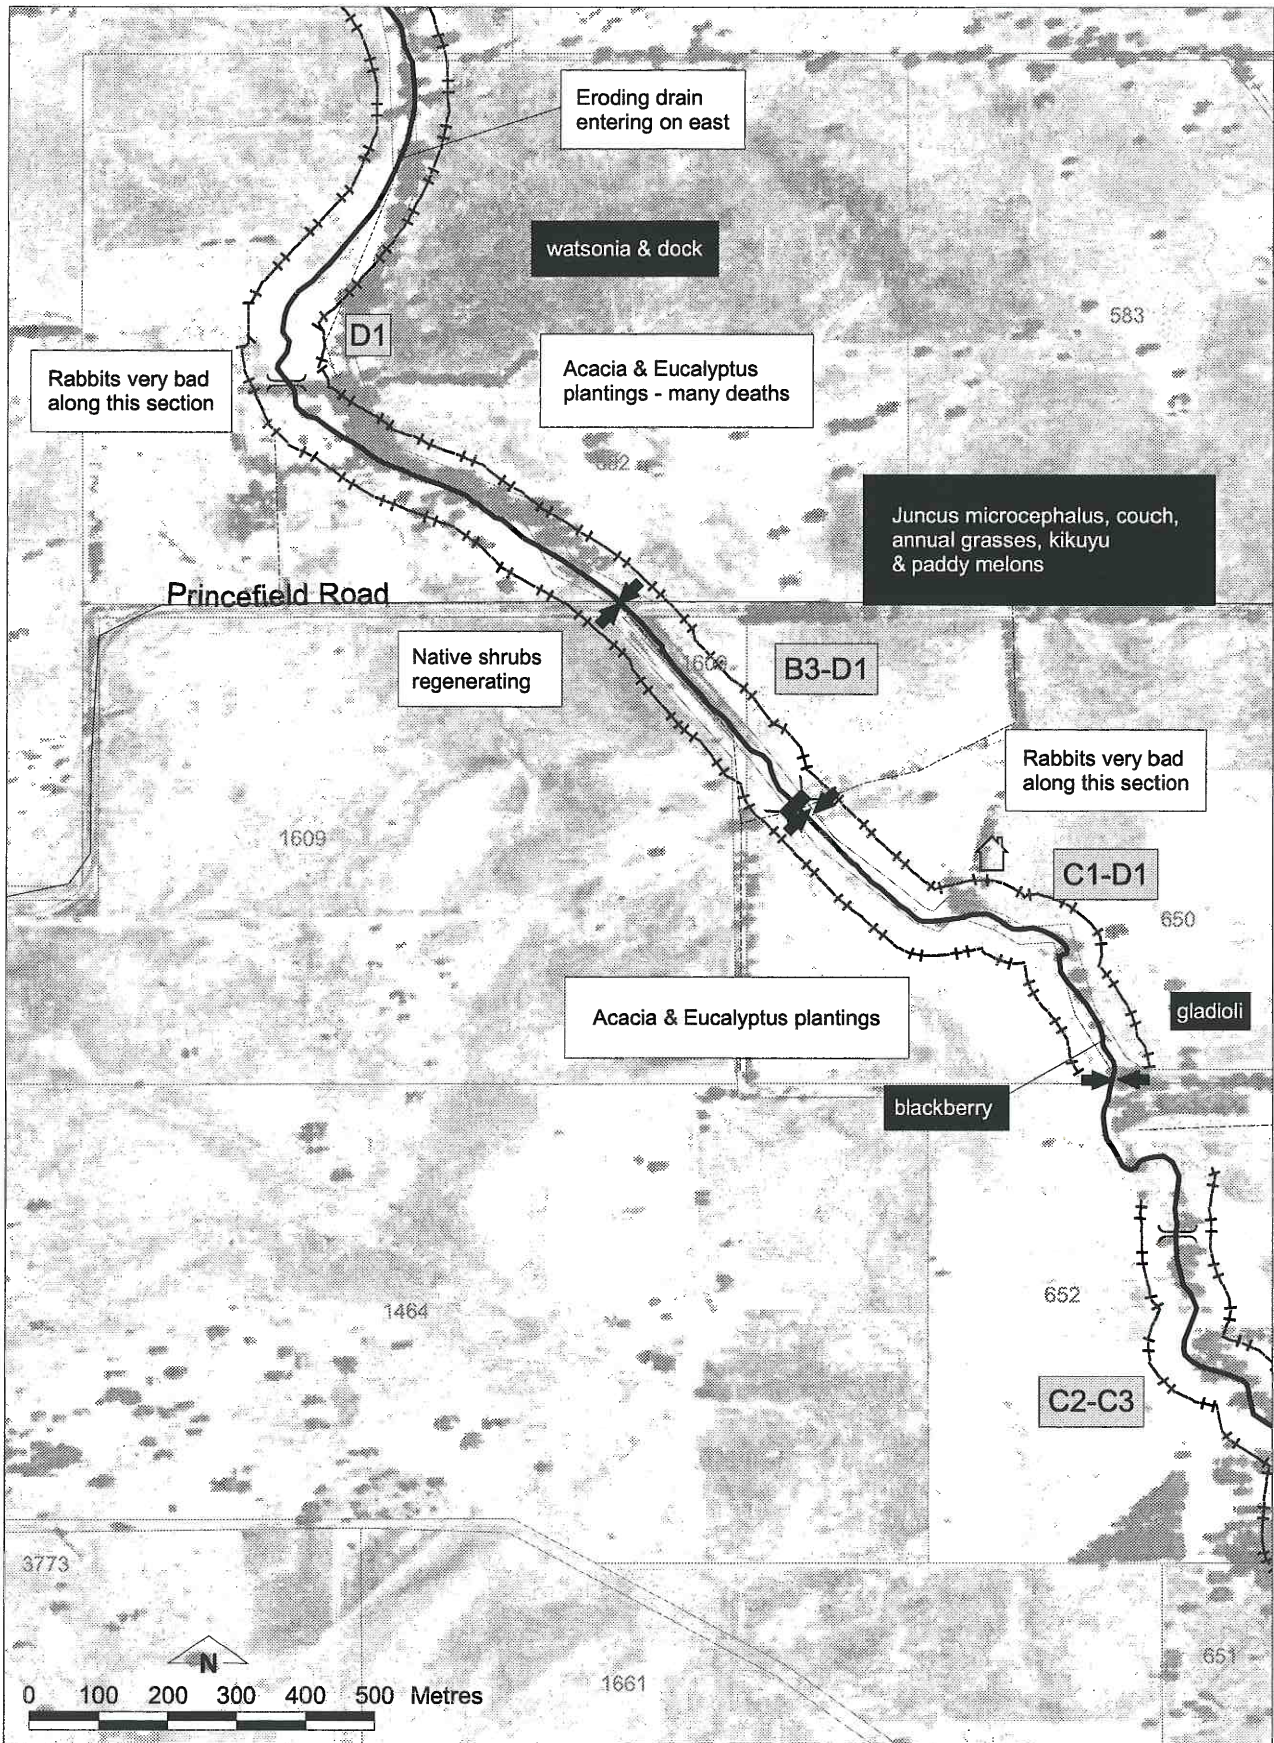 Eroding drain
entering on east
watsonia & dock
583
D1
Rabbits very bad
along this section
Acacia & Eucalyptus
plantings - many deaths
Juncus microcephalus, couch,
annual grasses, kikuyu
& paddy melons
Princefield Road
Native shrubs
regenerating
B3-D1
Rabbits very bad
along this section
1609
C1-D1
650
Acacia & Eucalyptus plantings
gladioli
blackberry
652
1464
C2-C3
3773
N
651
1661
0 100 200 300 400 500 Metres